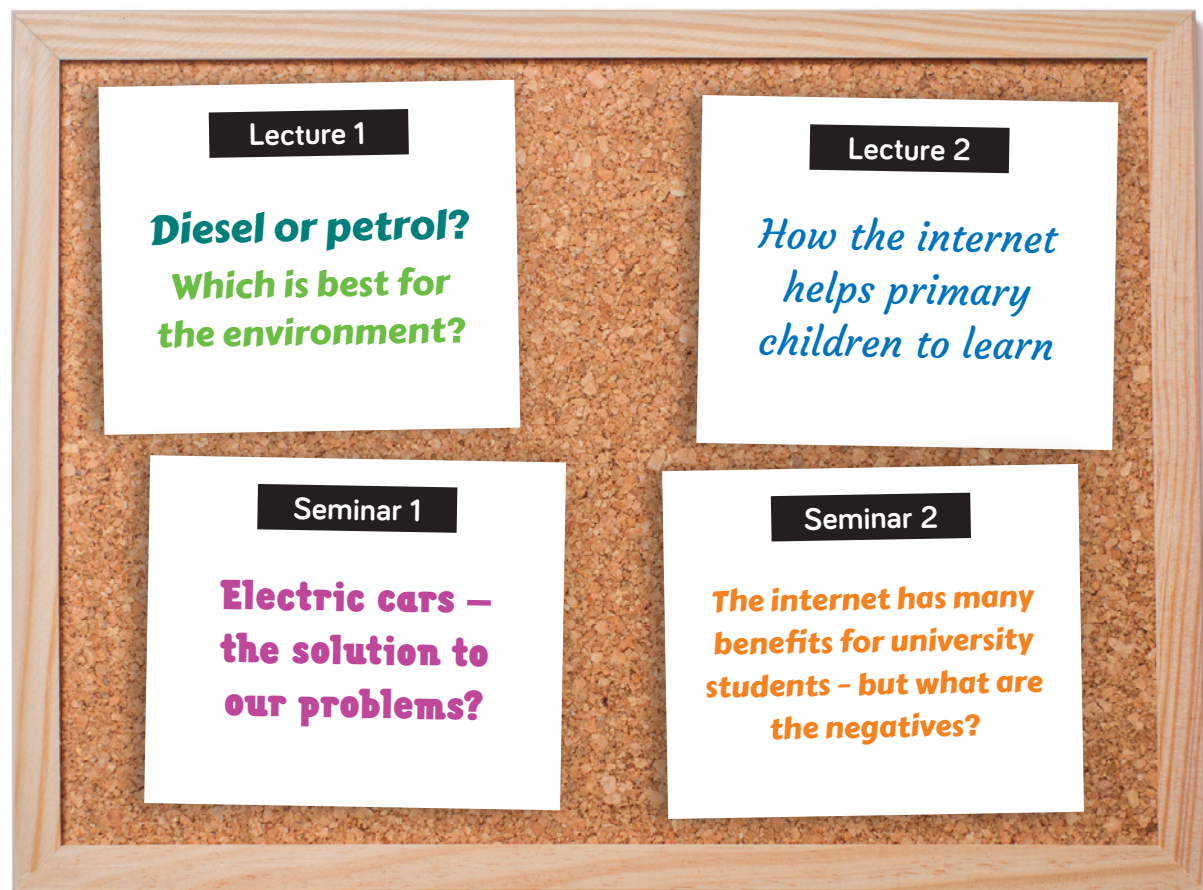 Lecture 1
Diesel or petrol?
Which is best for
the environment?
Lecture 2
How the internet
helps primary
children to learn
Seminar 1
Electric cars –
the solution to
our problems?
Seminar 2
The internet has many
benefits for university
students – but what are
the negatives?